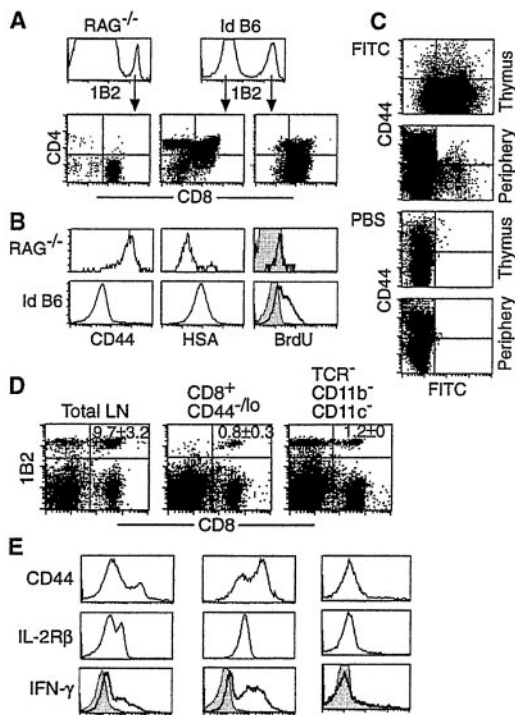 A
RAG-/-
Id B6
1B2
1B2
CD4
CD8
B
RAG-/-
Id B6
CD44
HSA
BrdU
C
FITC
CD44
Thymus
Periphery
PBS
CD44
Thymus
Periphery
FITC
D
Total LN
CD8+
CD44-/lo
TCR-
CD11b-
CD11c-
9.7±3.2
0.8±0.3
1.2±0
1B2
CD8
E
CD44
IL-2Rβ
IFN-γ